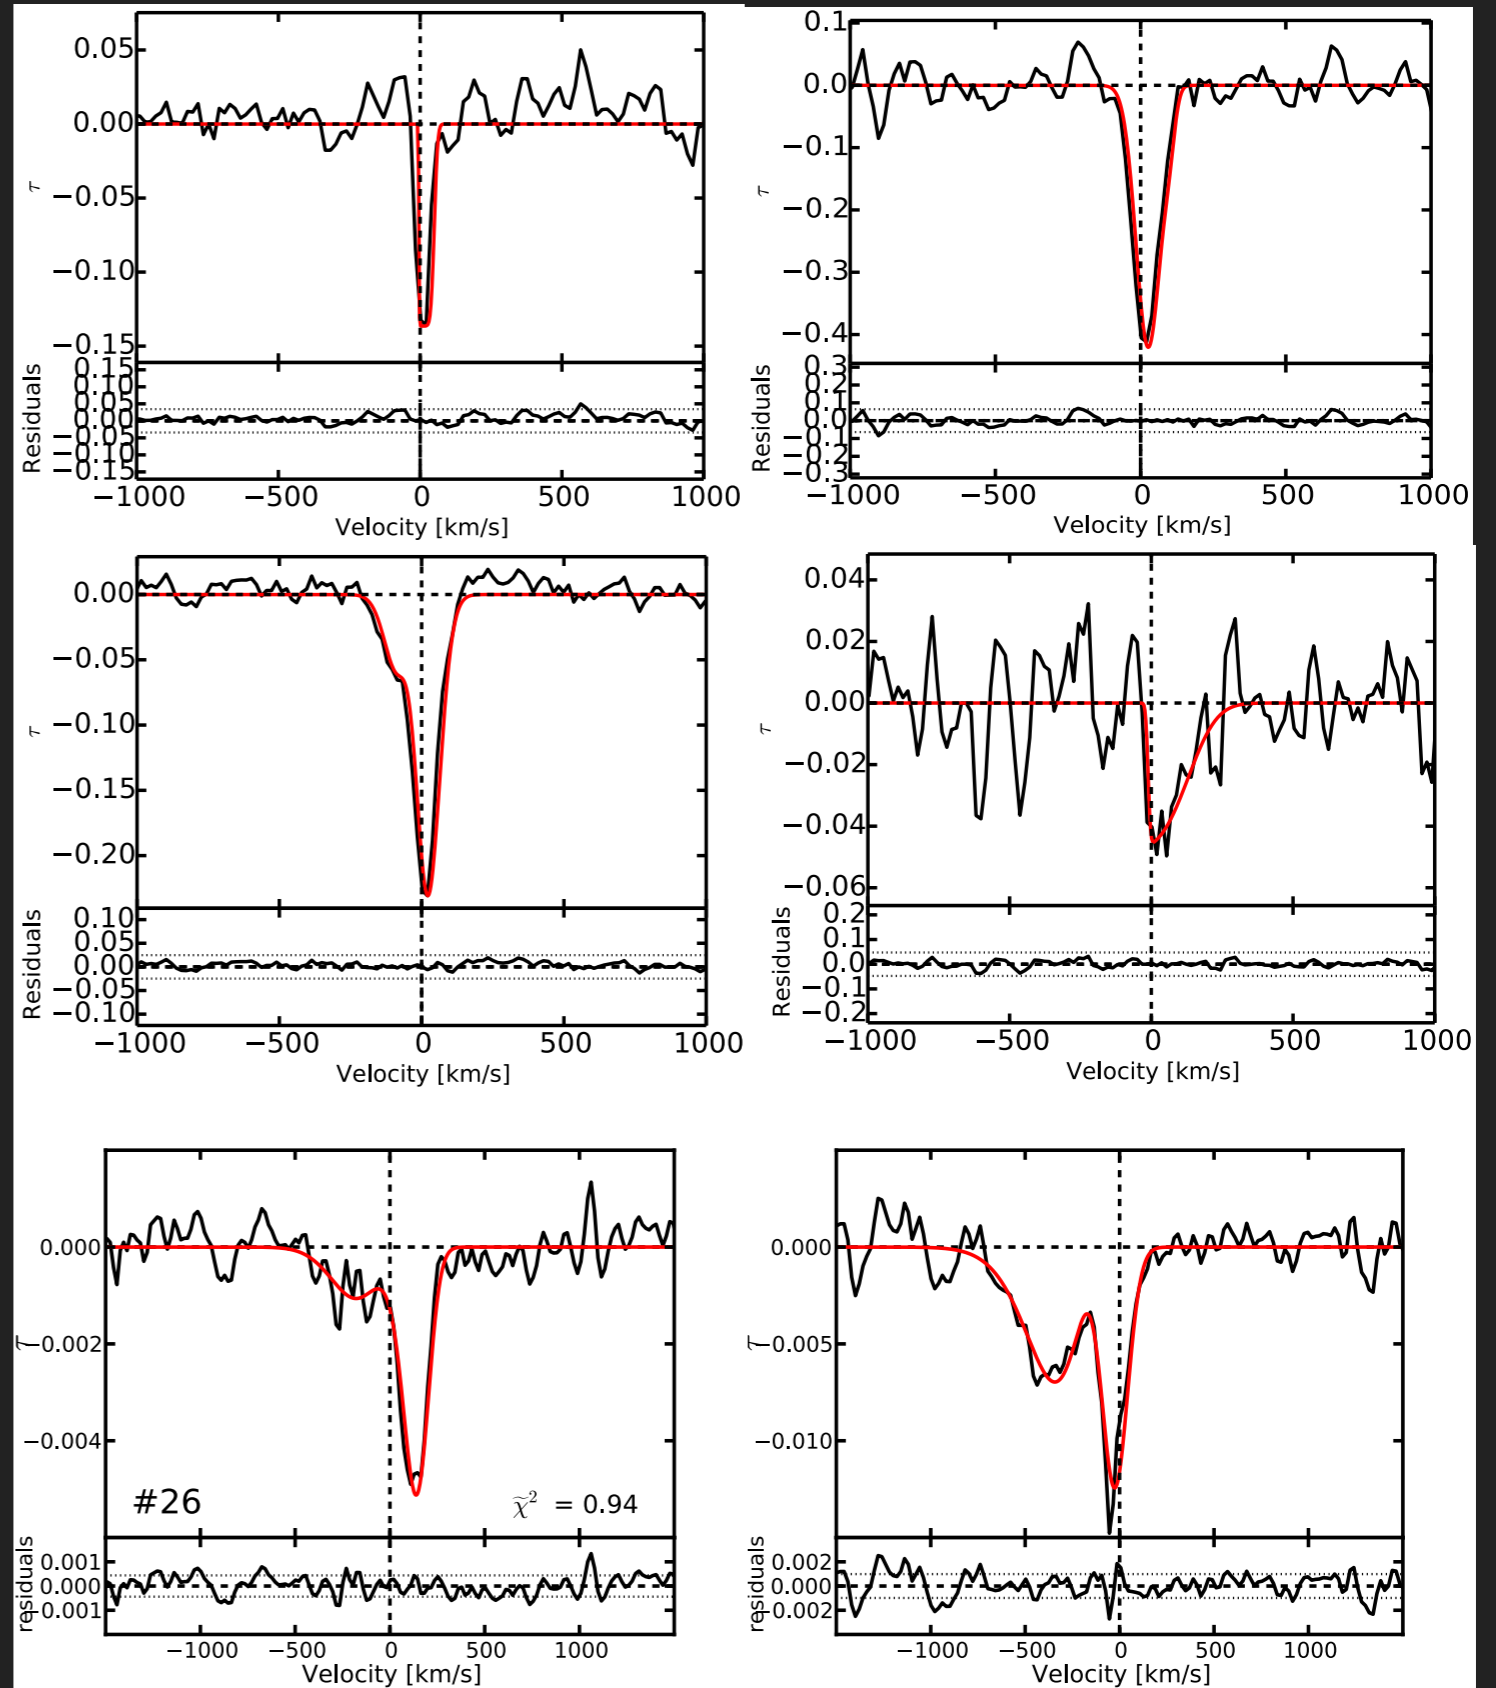 0.05
0.00
−0.05
−0.10
−0.15
τ
0.15
0.10
0.05
0.00
−0.05
−0.10
−0.15
Residuals
−1000 −500 0 500 1000
Velocity [km/s]
0.1
0.0
−0.1
−0.2
−0.3
−0.4
τ
0.3
0.2
0.1
0.0
−0.1
−0.2
−0.3
Residuals
−1000 −500 0 500 1000
Velocity [km/s]
0.00
−0.05
−0.10
−0.15
−0.20
τ
0.10
0.05
0.00
−0.05
−0.10
Residuals
−1000 −500 0 500 1000
Velocity [km/s]
0.04
0.02
0.00
−0.02
−0.04
−0.06
τ
0.2
0.1
0.0
−0.1
−0.2
Residuals
−1000 −500 0 500 1000
Velocity [km/s]
0.000
−0.002
−0.004
τ
#26
χ̃² = 0.94
0.001
0.000
−0.001
residuals
−1000 −500 0 500 1000
Velocity [km/s]
0.000
−0.005
−0.010
τ
0.002
0.000
−0.002
residuals
−1000 −500 0 500 1000
Velocity [km/s]